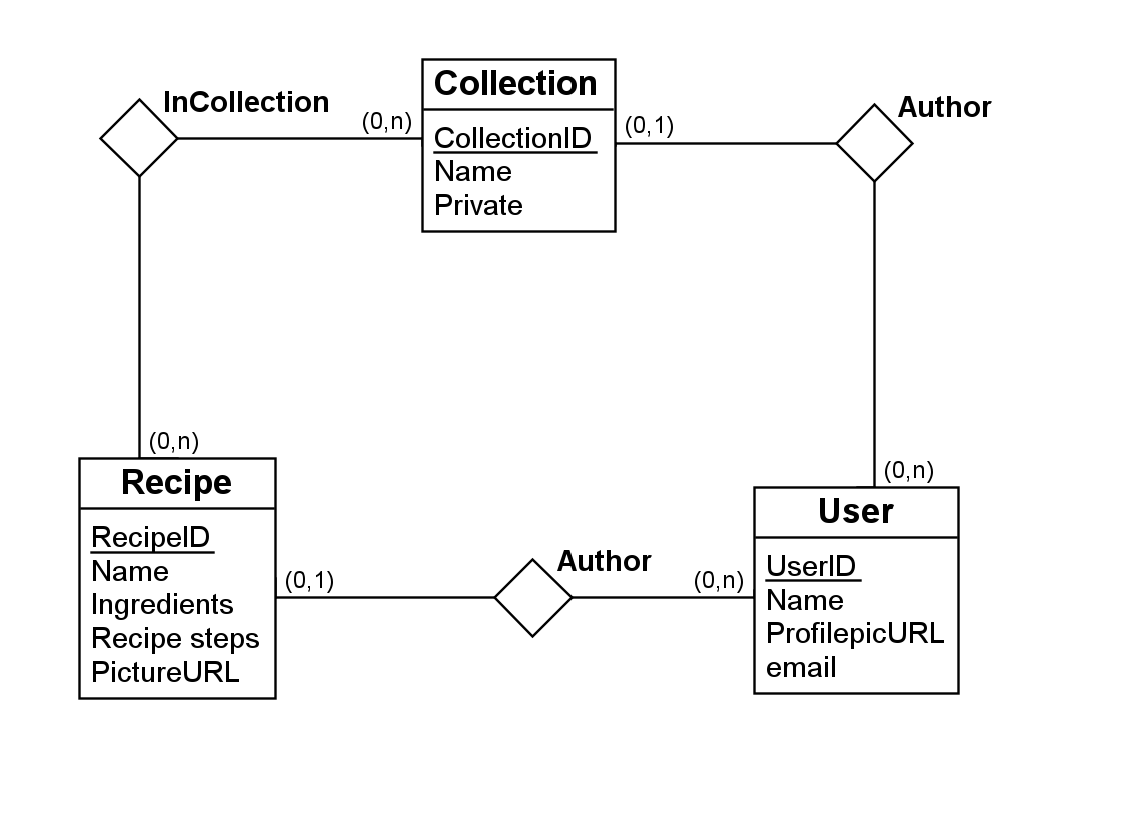 InCollection
(0,n)
Collection
CollectionID
Name
Private
(0,1)
Author
(0,n)
Recipe
RecipeID
Name
Ingredients
Recipe steps
PictureURL
(0,1)
Author
(0,n)
(0,n)
User
UserID
Name
ProfilepicURL
email